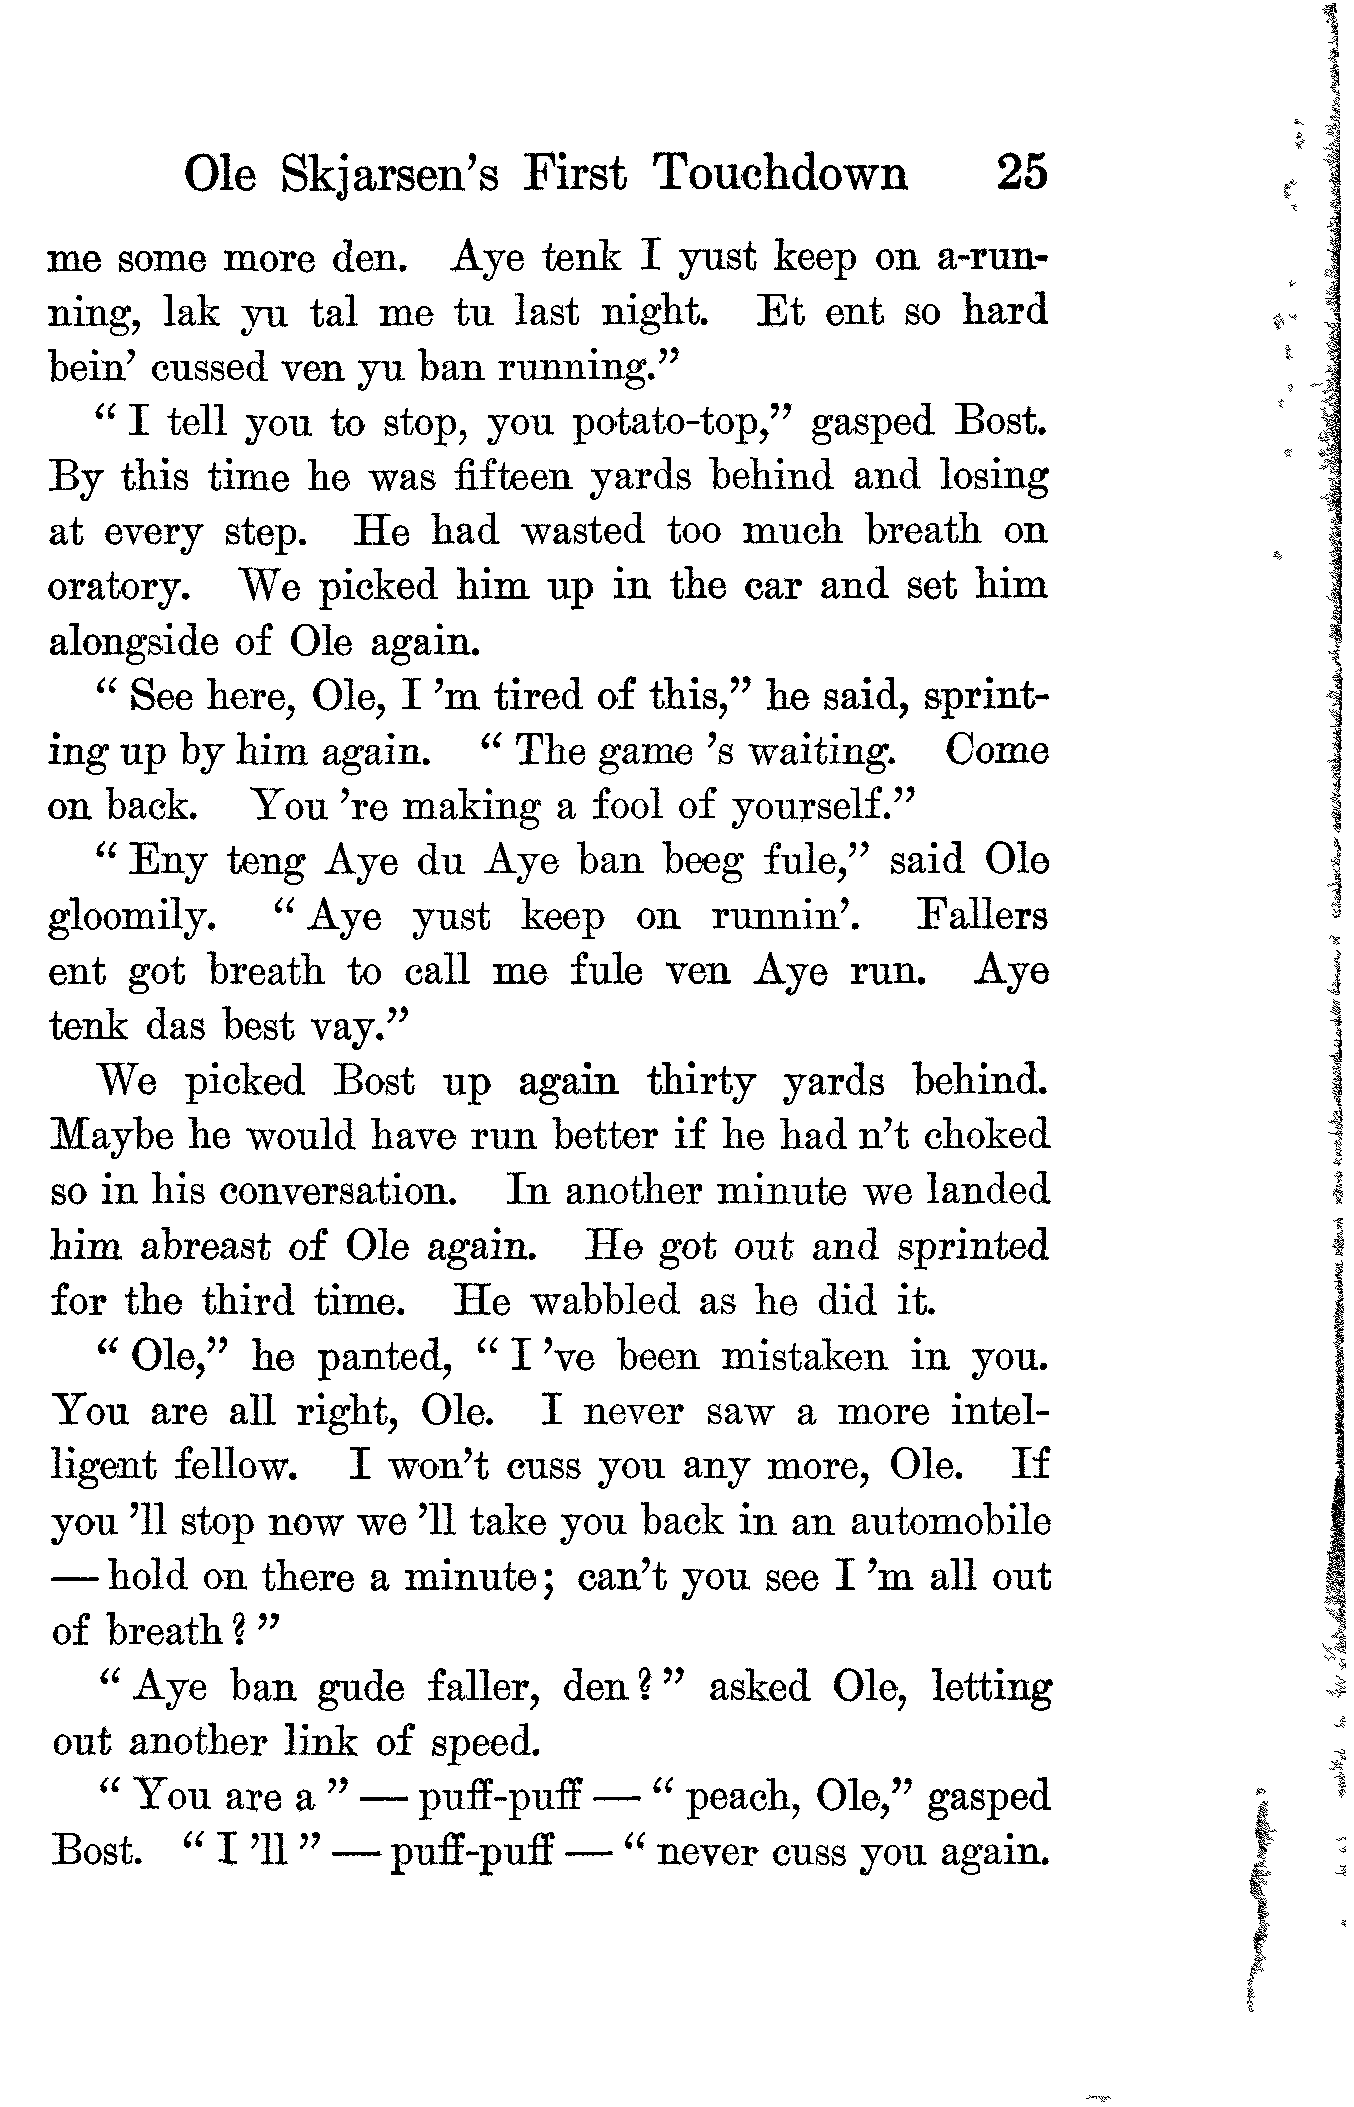 Ole Skjarsen's First Touchdown 25
me some more den. Aye tenk I yust keep on a-run-
ning, lak yu tal me tu last night. Et ent so hard
bein' cussed ven yu ban running."
"I tell you to stop, you potato-top," gasped Bost.
By this time he was fifteen yards behind and losing
at every step. He had wasted too much breath on
oratory. We picked him up in the car and set him
alongside of Ole again.
"See here, Ole, I 'm tired of this," he said, sprint-
ing up by him again. "The game 's waiting. Come
on back. You 're making a fool of yourself."
"Eny teng Aye du Aye ban beeg fule," said Ole
gloomily. "Aye yust keep on runnin'. Fallers
ent got breath to call me fule ven Aye run. Aye
tenk das best vay."
We picked Bost up again thirty yards behind.
Maybe he would have run better if he had n't choked
so in his conversation. In another minute we landed
him abreast of Ole again. He got out and sprinted
for the third time. He wabbled as he did it.
"Ole," he panted, "I 've been mistaken in you.
You are all right, Ole. I never saw a more intel-
ligent fellow. I won't cuss you any more, Ole. If
you 'll stop now we 'll take you back in an automobile
— hold on there a minute; can't you see I 'm all out
of breath?"
"Aye ban gude faller, den?" asked Ole, letting
out another link of speed.
"You are a" — puff-puff — "peach, Ole," gasped
Bost. "I 'll" — puff-puff — "never cuss you again.